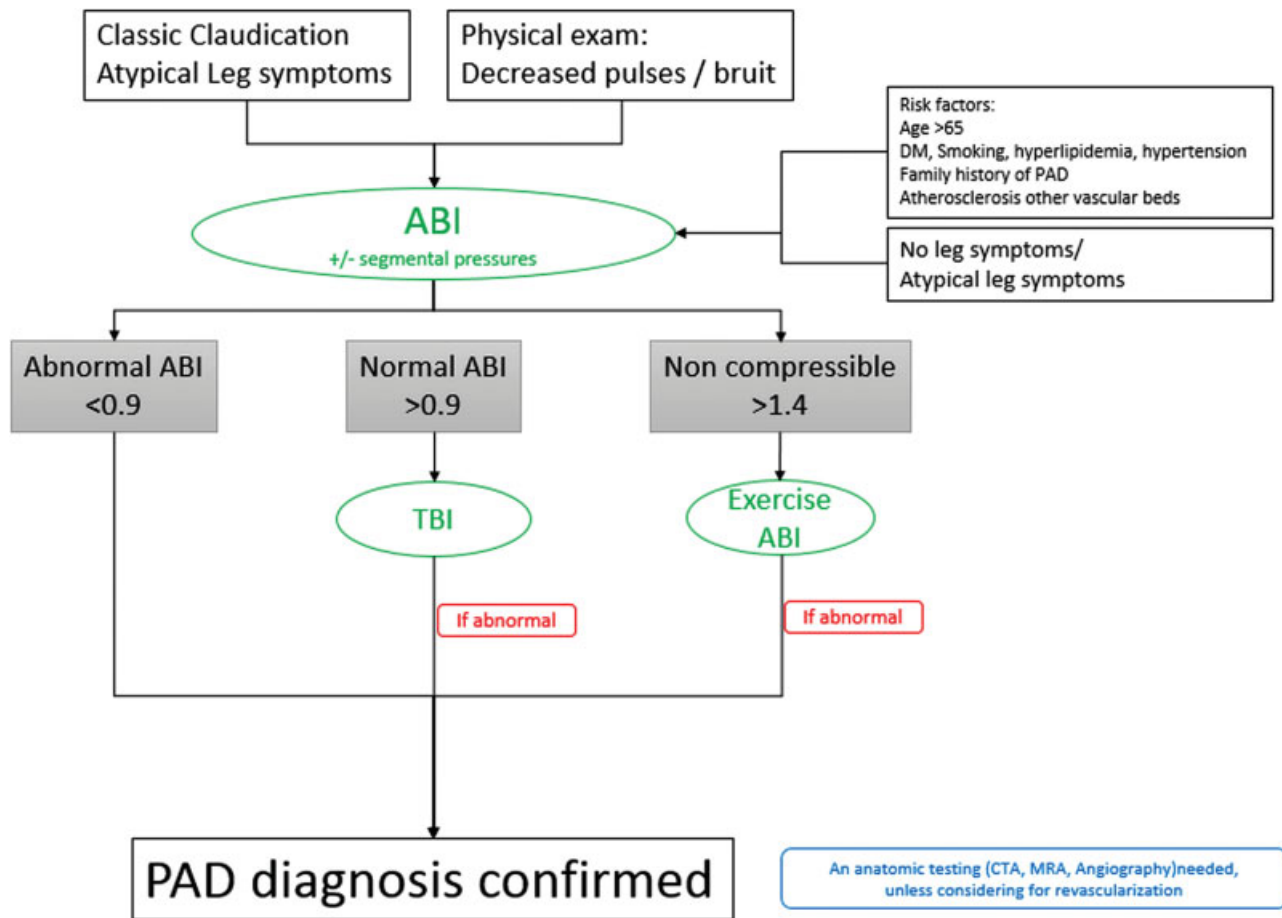 Classic Claudication
Atypical Leg symptoms
Physical exam:
Decreased pulses / bruit
Risk factors:
Age >65
DM, Smoking, hyperlipidemia, hypertension
Family history of PAD
Atherosclerosis other vascular beds
No leg symptoms/
Atypical leg symptoms
ABI
+/- segmental pressures
Abnormal ABI
<0.9
Normal ABI
>0.9
Non compressible
>1.4
TBI
Exercise
ABI
If abnormal
If abnormal
PAD diagnosis confirmed
An anatomic testing (CTA, MRA, Angiography)needed,
unless considering for revascularization